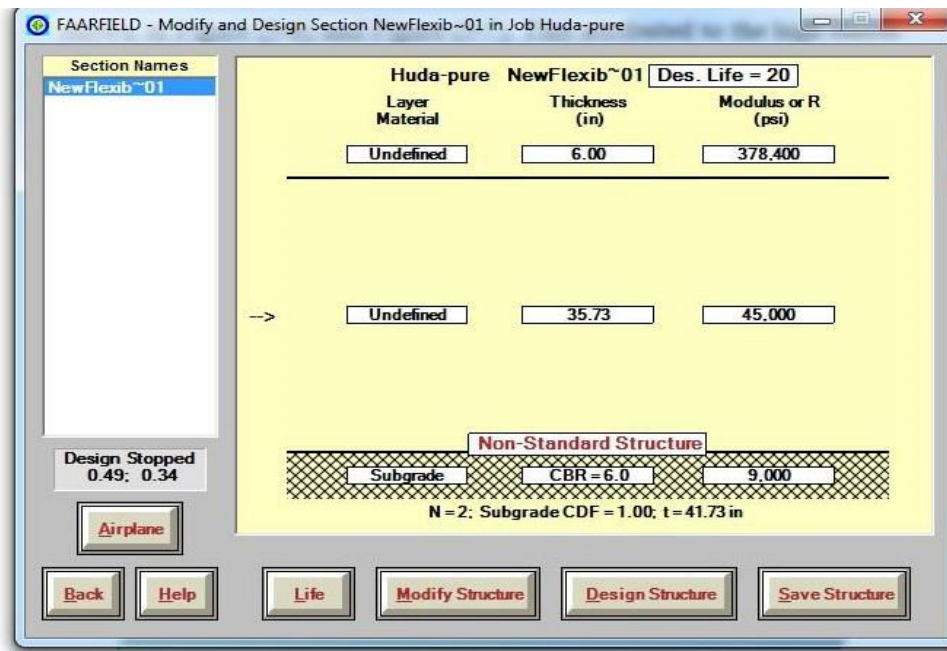 FAARFIELD - Modify and Design Section NewFlexib~01 in Job Huda-pure
Section Names
NewFlexib~01
Huda-pure NewFlexib~01 Des. Life = 20
Layer Material Thickness (in) Modulus or R (psi)
Undefined 6.00 378,400
--> Undefined 35.73 45,000
Non-Standard Structure
Subgrade CBR = 6.0 9,000
N = 2; Subgrade CDF = 1.00; t = 41.73 in
Design Stopped
0.49; 0.34
Airplane
Back Help Life Modify Structure Design Structure Save Structure